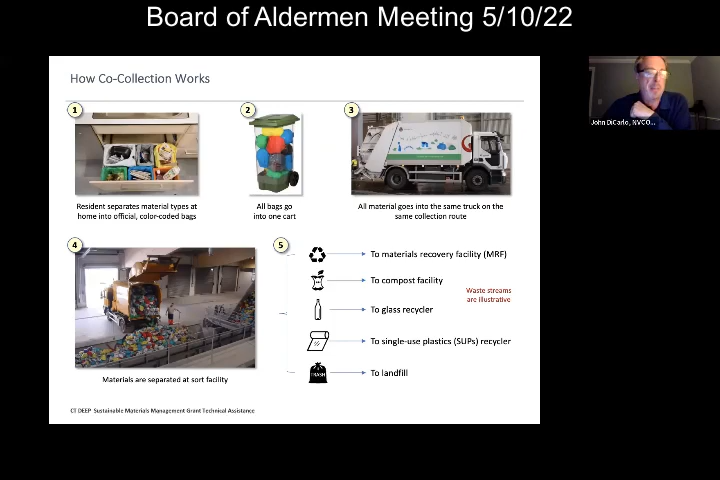 Board of Aldermen Meeting 5/10/22
How Co-Collection Works
1
2
3
Resident separates material types at
home into official, color-coded bags
All bags go
into one cart
All material goes into the same truck on the
same collection route
4
5
To materials recovery facility (MRF)
To compost facility
To glass recycler
To single-use plastics (SUPs) recycler
TRASH
To landfill
Waste streams
are illustrative
Materials are separated at sort facility
CT DEEP Sustainable Materials Management Grant Technical Assistance
John DiCarlo, NVCO...